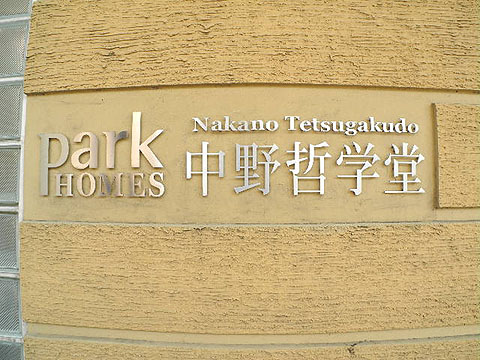 park
HOMES
Nakano Tetsugakudo
中野哲学堂